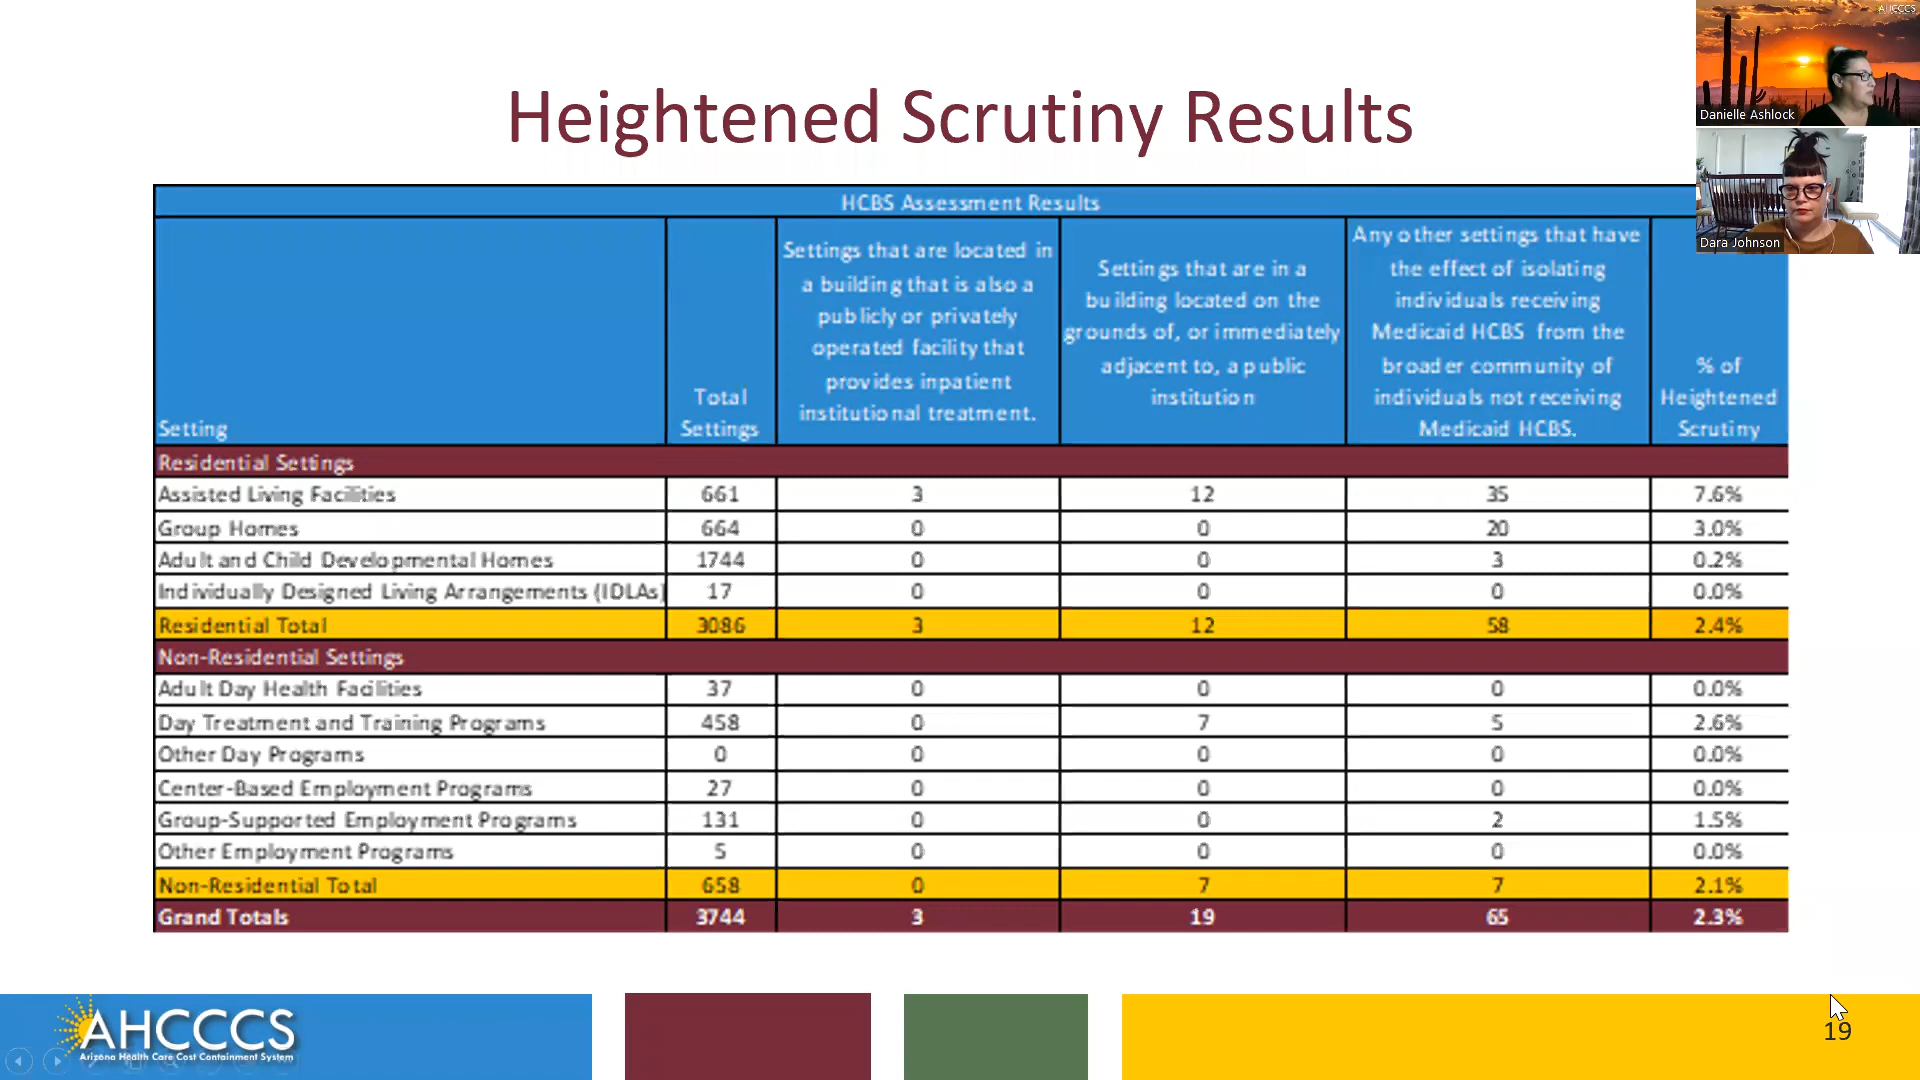 AHCCCS
Danielle Ashlock
Dara Johnson
Heightened Scrutiny Results
HCBS Assessment Results
Setting
Total
Settings
Settings that are located in
a building that is also a
publicly or privately
operated facility that
provides inpatient
institutional treatment.
Settings that are in a
building located on the
grounds of, or immediately
adjacent to, a public
institution
Any other settings that have
the effect of isolating
individuals receiving
Medicaid HCBS from the
broader community of
individuals not receiving
Medicaid HCBS.
% of
Heightened
Scrutiny
Residential Settings
Assisted Living Facilities 661 3 12 35 7.6%
Group Homes 664 0 0 20 3.0%
Adult and Child Developmental Homes 1744 0 0 3 0.2%
Individually Designed Living Arrangements (IDLAs) 17 0 0 0 0.0%
Residential Total 3086 3 12 58 2.4%
Non-Residential Settings
Adult Day Health Facilities 37 0 0 0 0.0%
Day Treatment and Training Programs 458 0 7 5 2.6%
Other Day Programs 0 0 0 0 0.0%
Center-Based Employment Programs 27 0 0 0 0.0%
Group-Supported Employment Programs 131 0 0 2 1.5%
Other Employment Programs 5 0 0 0 0.0%
Non-Residential Total 658 0 7 7 2.1%
Grand Totals 3744 3 19 65 2.3%
AHCCCS
Arizona Health Care Cost Containment System
19